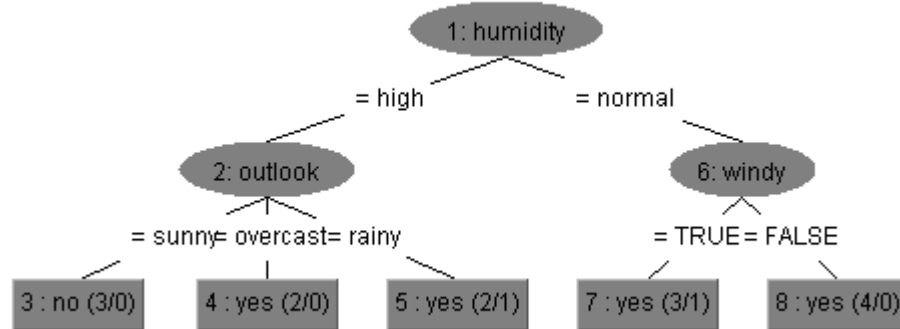 1: humidity
= high
= normal
2: outlook
6: windy
= sunny
= overcast
= rainy
= TRUE
= FALSE
3 : no (3/0)
4 : yes (2/0)
5 : yes (2/1)
7 : yes (3/1)
8 : yes (4/0)